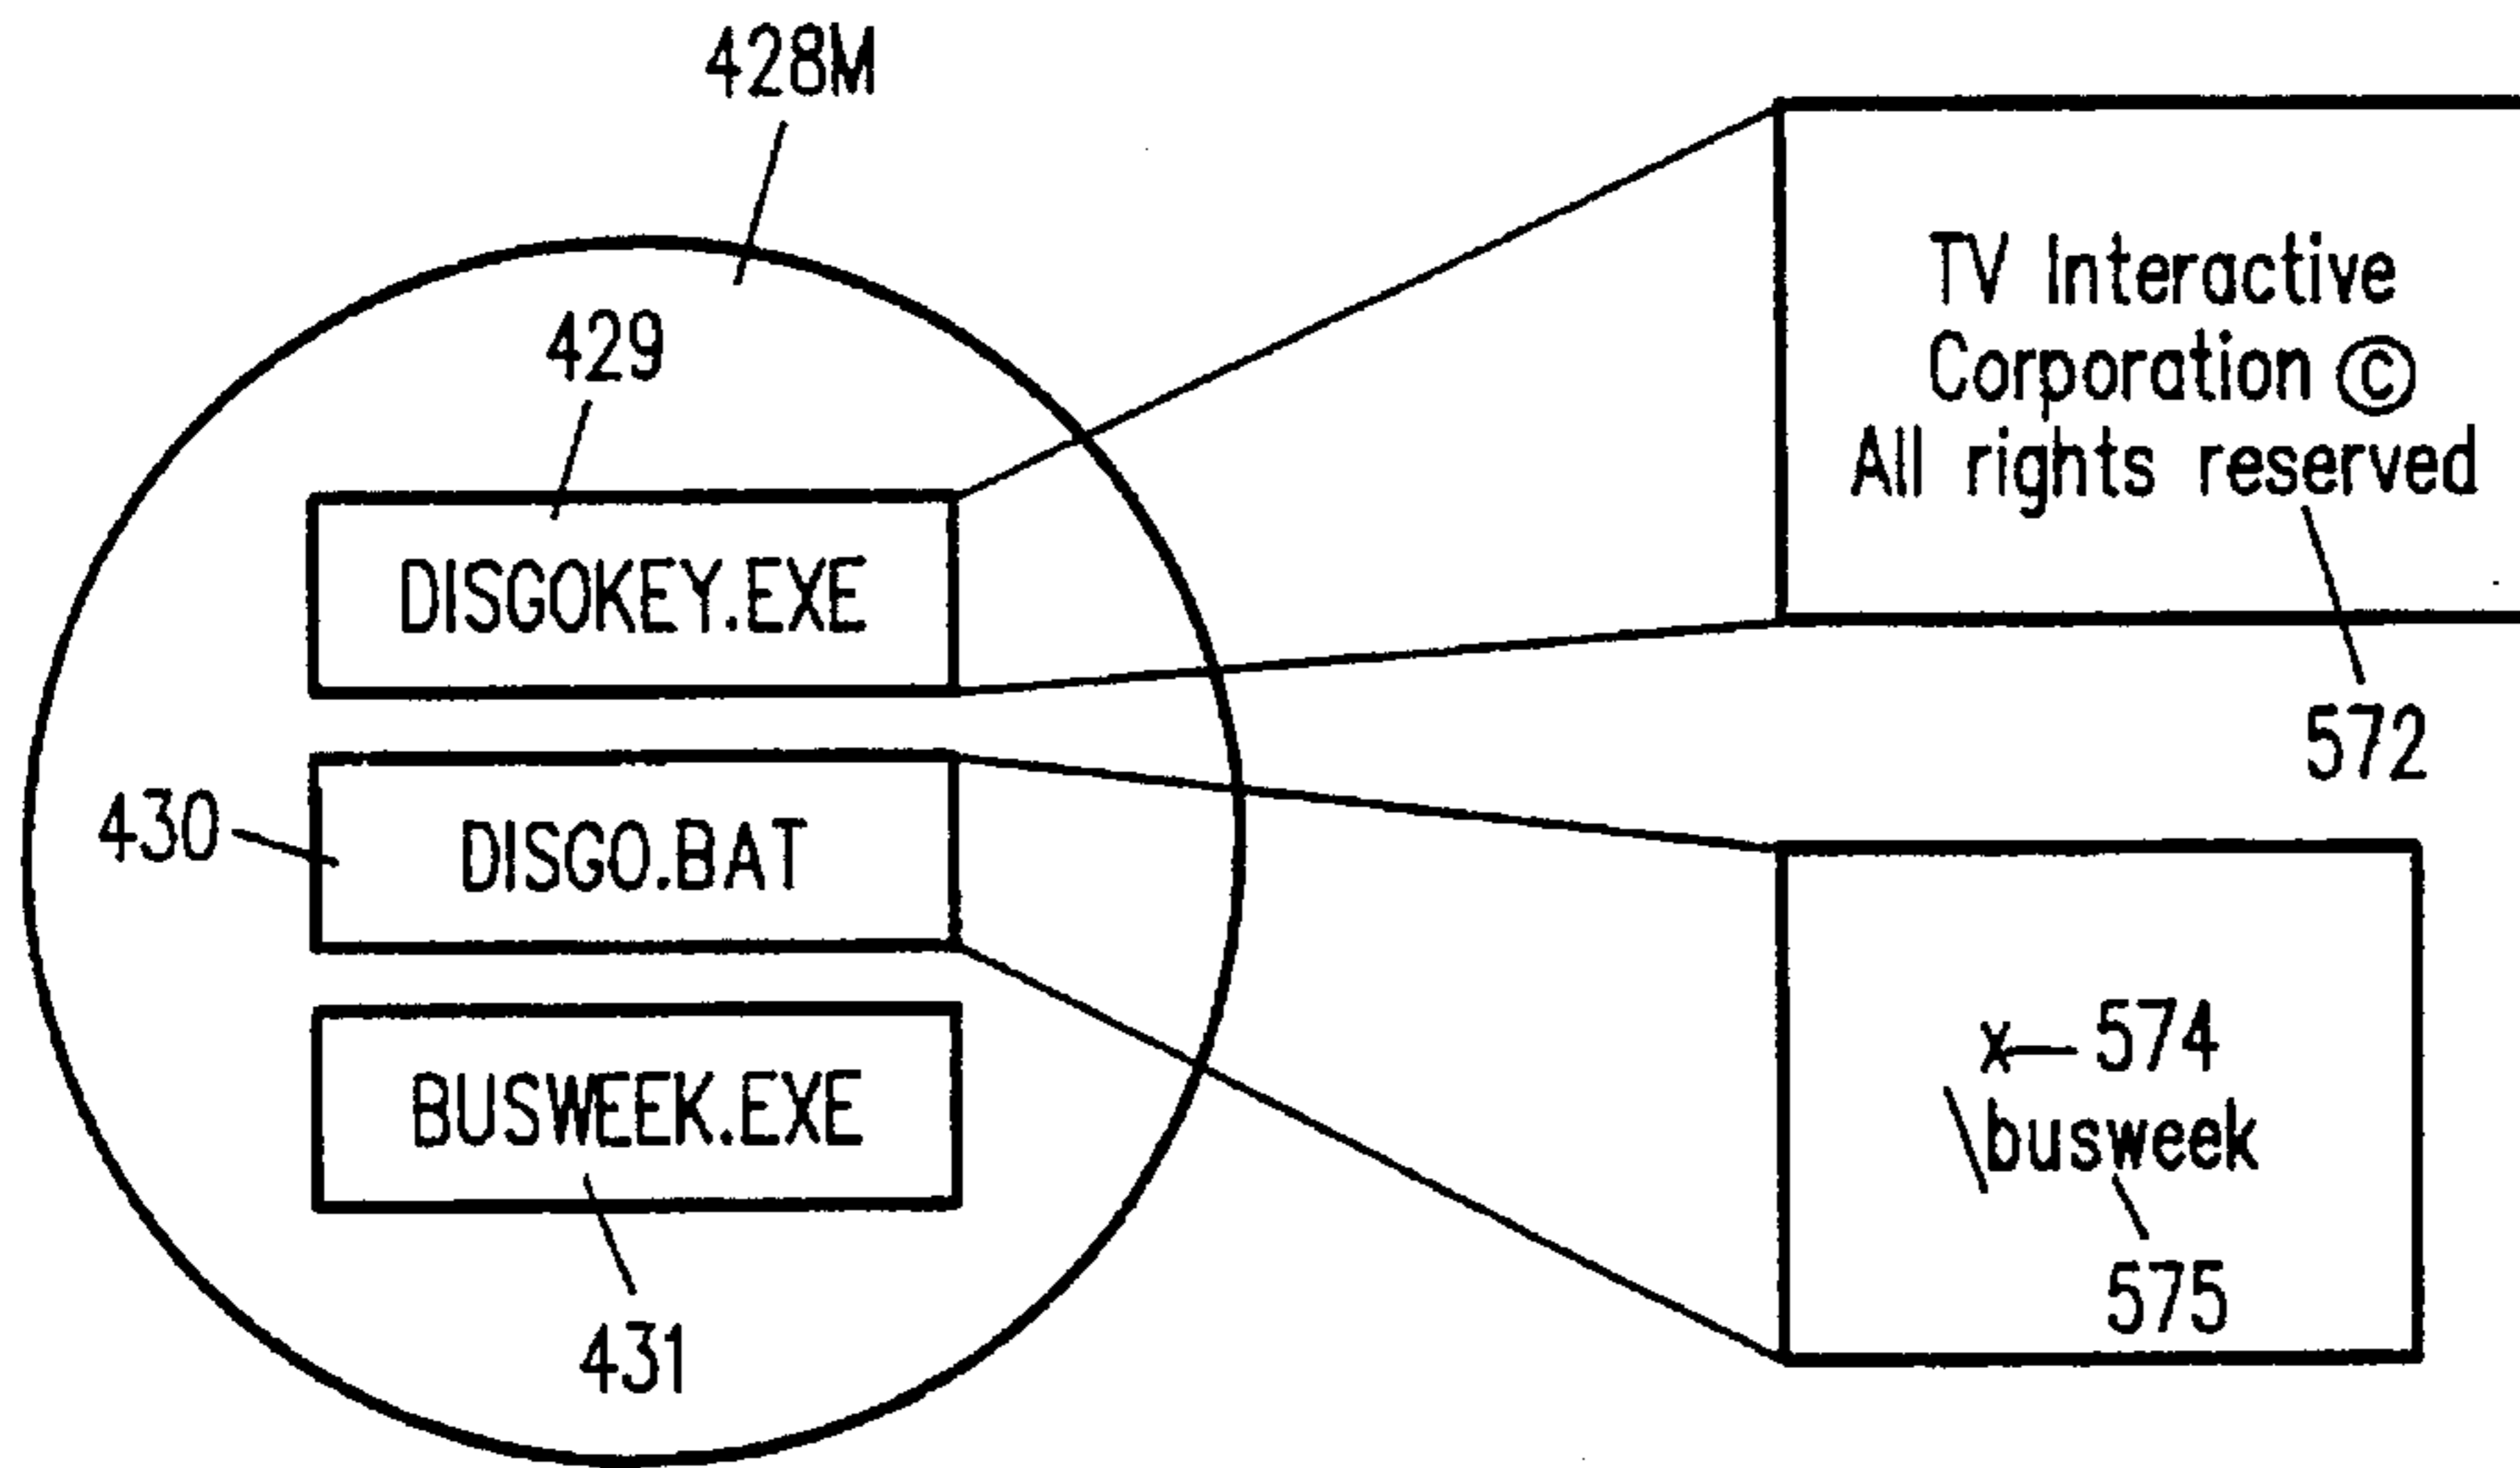 428M
429
DISGOKEY.EXE
430
DISGO.BAT
BUSWEEK.EXE
431
TV Interactive
Corporation ©
All rights reserved
572
x 574
\busweek
575